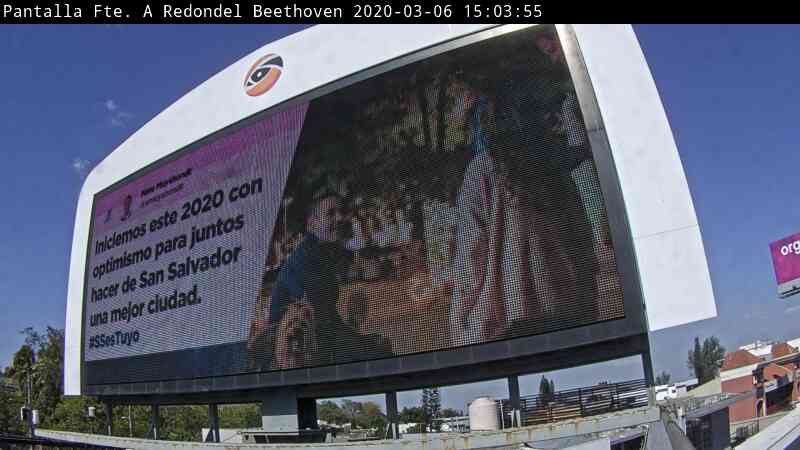 Pantalla Fte. A Redondel Beethoven 2020-03-06 15:03:55
Iniciemos este 2020 con
optimismo para juntos
hacer de San Salvador
una mejor ciudad.
#SSesTuyo
org